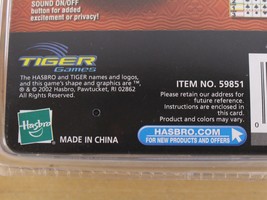 SOUND ON/OFF
button for added
excitement or privacy!
TIGER
Games
The HASBRO and TIGER names and logos,
and this game's shape and graphics are ™,
® & © 2002 Hasbro, Pawtucket, RI 02862
All Rights Reserved.
ITEM NO. 59851
Please retain our address for
future reference.
Instructions are enclosed in
this card.
Product and colors may vary.
Hasbro
MADE IN CHINA
HASBRO.COM
FOR NEW PRODUCTS AND OFFERS
0